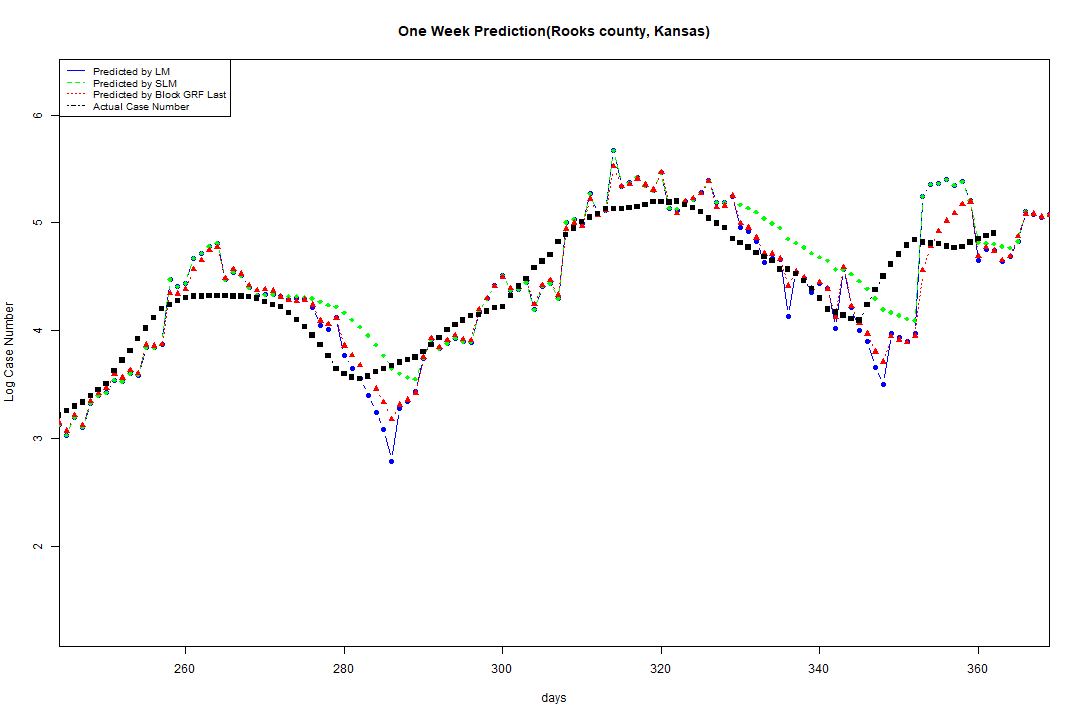 One Week Prediction(Rooks county, Kansas)
Predicted by LM
Predicted by SLM
Predicted by Block GRF Last
Actual Case Number
6
5
4
3
2
Log Case Number
260
280
300
320
340
360
days